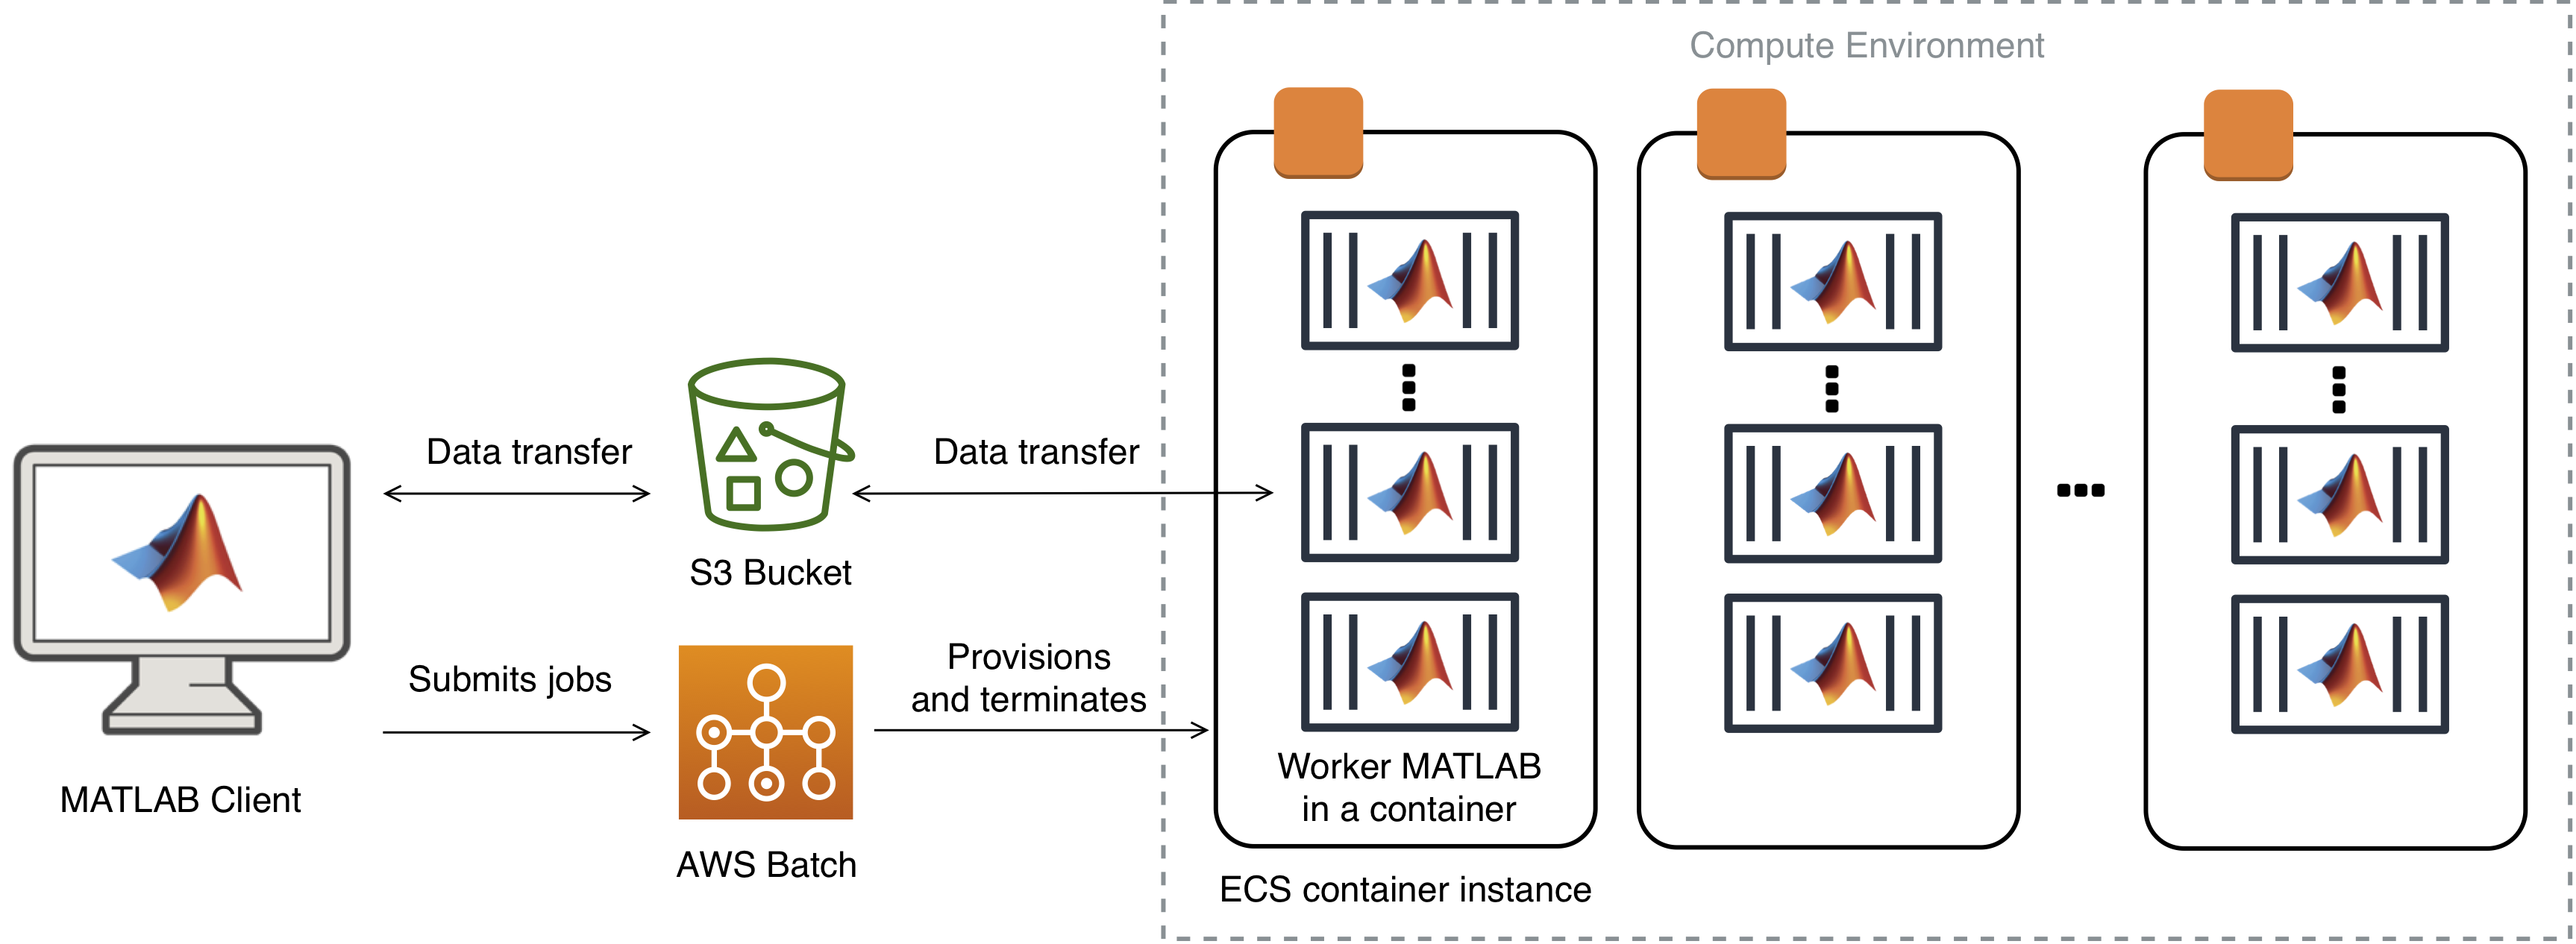 Compute Environment
Data transfer
Data transfer
S3 Bucket
Submits jobs
Provisions
and terminates
MATLAB Client
AWS Batch
Worker MATLAB
in a container
ECS container instance